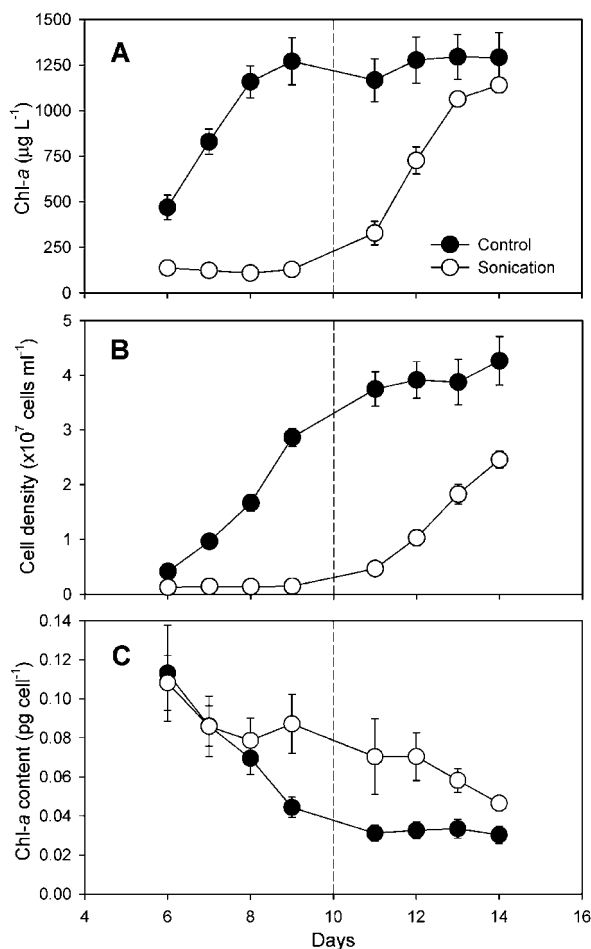 1500
1250
1000
750
500
250
0
A
Chl-a (µg L⁻¹)
Control
Sonication
5
4
3
2
1
0
B
Cell density (x10⁷ cells ml⁻¹)
0.14
0.12
0.10
0.08
0.06
0.04
0.02
0.00
C
Chl-a content (pg cell⁻¹)
4 6 8 10 12 14 16
Days